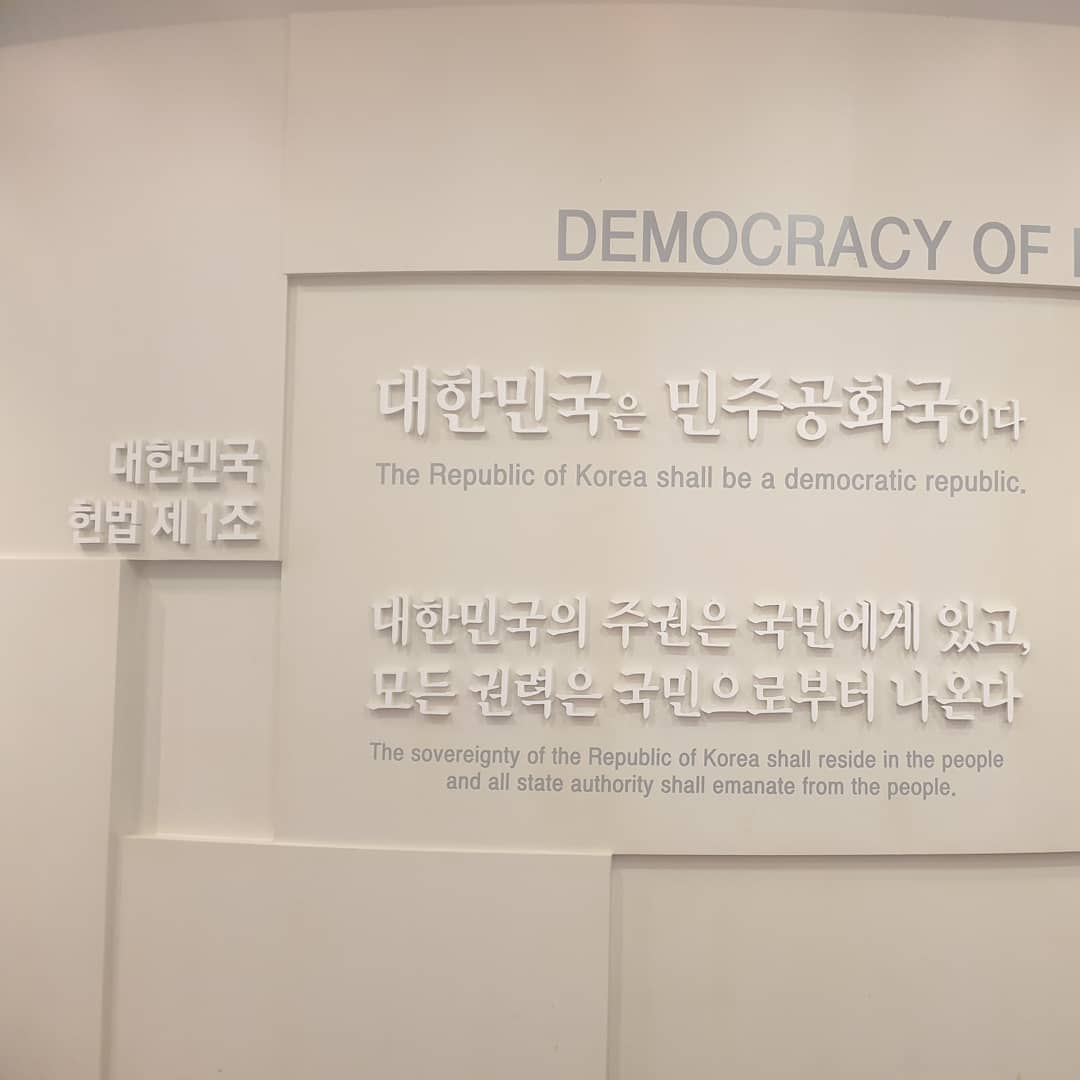 DEMOCRACY OF
대한민국은 민주공화국이다
The Republic of Korea shall be a democratic republic.
대한민국
헌법 제1조
대한민국의 주권은 국민에게 있고,
모든 권력은 국민으로부터 나온다
The sovereignty of the Republic of Korea shall reside in the people
and all state authority shall emanate from the people.